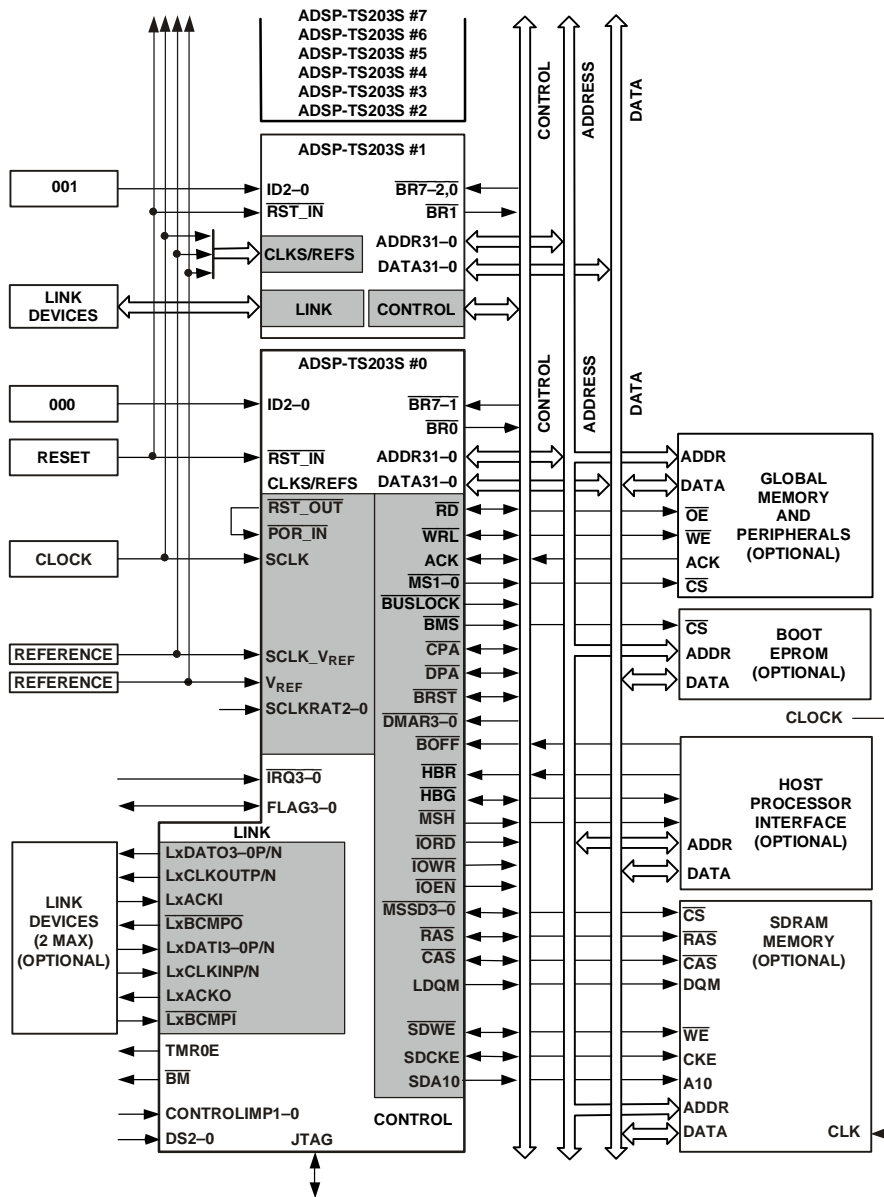 ADSP-TS203S #7
ADSP-TS203S #6
ADSP-TS203S #5
ADSP-TS203S #4
ADSP-TS203S #3
ADSP-TS203S #2
CONTROL
ADDRESS
DATA
ADSP-TS203S #1
001
ID2–0
BR7–2,0
RST_IN
BR1
ADDR31–0
CLKS/REFS
DATA31–0
LINK
DEVICES
LINK
CONTROL
CONTROL
ADDRESS
DATA
ADSP-TS203S #0
000
ID2–0
BR7–1
BR0
RESET
RST_IN
ADDR31–0
CLKS/REFS
DATA31–0
RST_OUT
POR_IN
CLOCK
SCLK
REFERENCE
SCLK_VREF
REFERENCE
VREF
SCLKRAT2–0
IRQ3–0
FLAG3–0
RD
WRL
ACK
MS1–0
BUSLOCK
BMS
CPA
DPA
BRST
DMAR3–0
BOFF
HBR
HBG
MSH
IORD
IOWR
IOEN
MSSD3–0
RAS
CAS
LDQM
SDWE
SDCKE
SDA10
CONTROL
LINK
LxDATO3–0P/N
LxCLKOUTP/N
LxACKI
LxBCMPO
LxDATI3–0P/N
LxCLKINP/N
LxACKO
LxBCMPI
LINK
DEVICES
(2 MAX)
(OPTIONAL)
TMR0E
BM
CONTROLIMP1–0
DS2–0
JTAG
ADDR
DATA
OE
WE
ACK
CS
GLOBAL
MEMORY
AND
PERIPHERALS
(OPTIONAL)
CS
ADDR
DATA
BOOT
EPROM
(OPTIONAL)
CLOCK
HOST
PROCESSOR
INTERFACE
(OPTIONAL)
ADDR
DATA
SDRAM
MEMORY
(OPTIONAL)
CS
RAS
CAS
DQM
WE
CKE
A10
ADDR
DATA
CLK